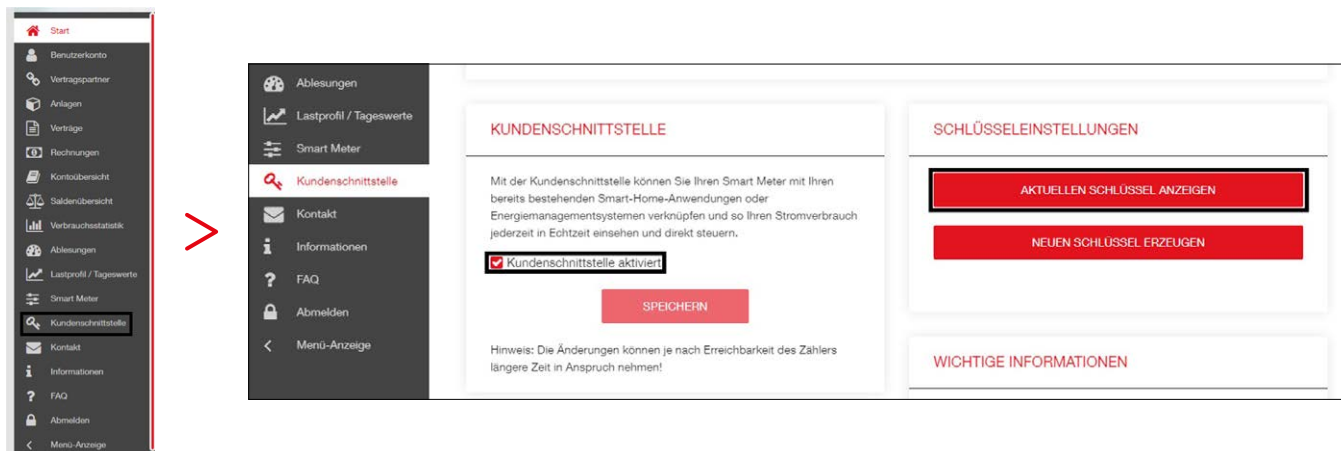 Start
Benutzerkonto
Vertragspartner
Anlagen
Verträge
Rechnungen
Kontoübersicht
Saldenübersicht
Verbrauchsstatistik
Ablesungen
Lastprofil / Tageswerte
Smart Meter
Kundenschnittstelle
Kontakt
Informationen
FAQ
Abmelden
Menü-Anzeige
Ablesungen
Lastprofil / Tageswerte
Smart Meter
Kundenschnittstelle
Kontakt
Informationen
FAQ
Abmelden
Menü-Anzeige
KUNDENSCHNITTSTELLE
Mit der Kundenschnittstelle können Sie Ihren Smart Meter mit Ihren
bereits bestehenden Smart-Home-Anwendungen oder
Energiemanagementsystemen verknüpfen und so Ihren Stromverbrauch
jederzeit in Echtzeit einsehen und direkt steuern.
Kundenschnittstelle aktiviert
SPEICHERN
Hinweis: Die Änderungen können je nach Erreichbarkeit des Zählers
längere Zeit in Anspruch nehmen!
SCHLÜSSELEINSTELLUNGEN
AKTUELLEN SCHLÜSSEL ANZEIGEN
NEUEN SCHLÜSSEL ERZEUGEN
WICHTIGE INFORMATIONEN